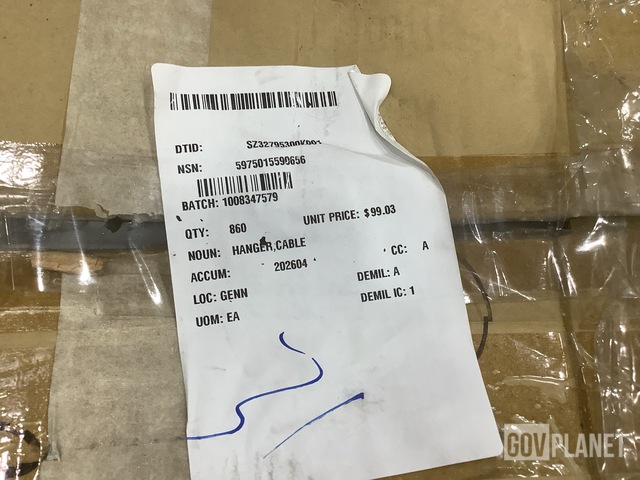 DTID: SZ32795300K001
NSN: 5975015590656
BATCH: 1008347579
QTY: 860 UNIT PRICE: $99.03
NOUN: HANGER,CABLE CC: A
ACCUM: 202604 DEMIL: A
LOC: GENN DEMIL IC: 1
UOM: EA
GOVPLANET